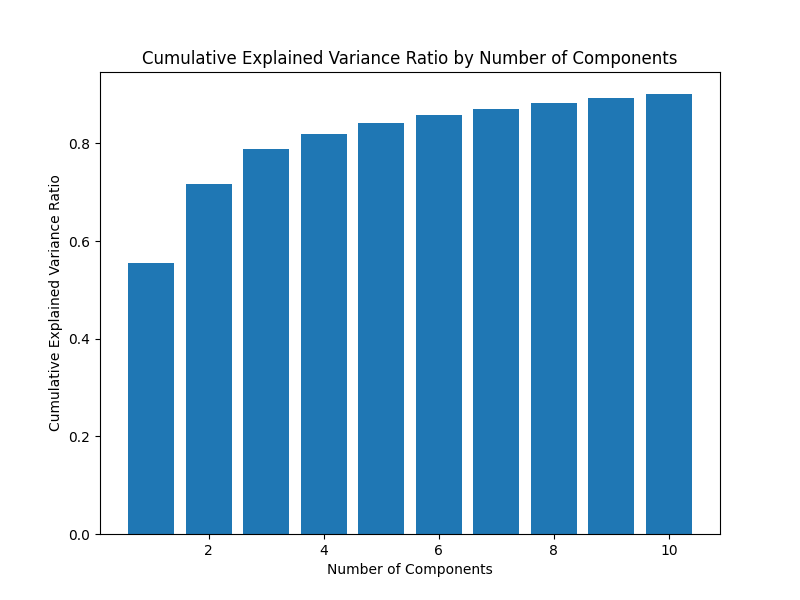 Cumulative Explained Variance Ratio by Number of Components
Cumulative Explained Variance Ratio
0.8
0.6
0.4
0.2
0.0
2 4 6 8 10
Number of Components